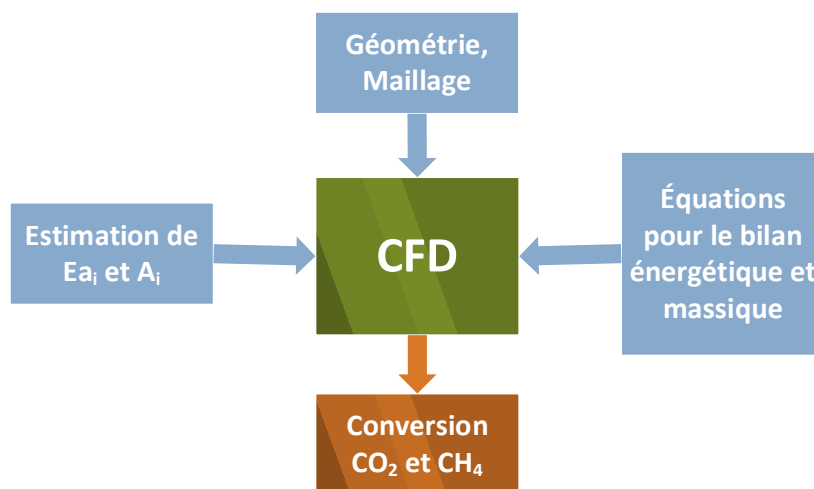 Géométrie,
Maillage
Estimation de
Eaᵢ et Aᵢ
CFD
Équations
pour le bilan
énergétique et
massique
Conversion
CO₂ et CH₄